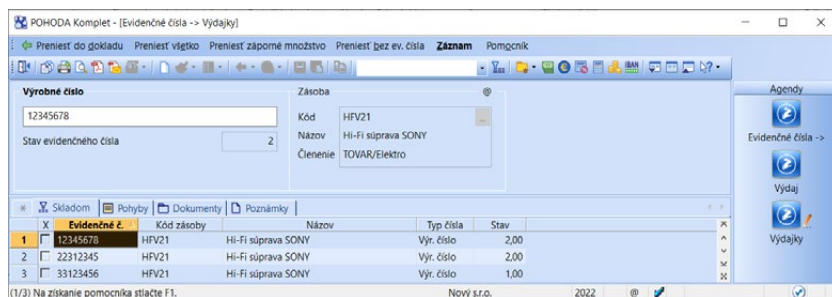 POHODA Komplet - [Evidenčné čísla -> Výdajky]
Preniesť do dokladu Preniesť všetko Preniesť záporné množstvo Preniesť bez ev. čísla Záznam Pomocník
Výrobné číslo
12345678
Stav evidenčného čísla 2
Zásoba @
Kód HFV21 ...
Názov Hi-Fi súprava SONY
Členenie TOVAR/Elektro
Agendy
Evidenčné čísla ->
Výdaj
Výdajky
* Skladom Pohyby Dokumenty Poznámky
X Evidenčné č. Kód zásoby Názov Typ čísla Stav
1 12345678 HFV21 Hi-Fi súprava SONY Výr. číslo 2,00
2 22312345 HFV21 Hi-Fi súprava SONY Výr. číslo 2,00
3 33123456 HFV21 Hi-Fi súprava SONY Výr. číslo 1,00
(1/3) Na získanie pomocníka stlačte F1. Nový s.r.o. 2022 @